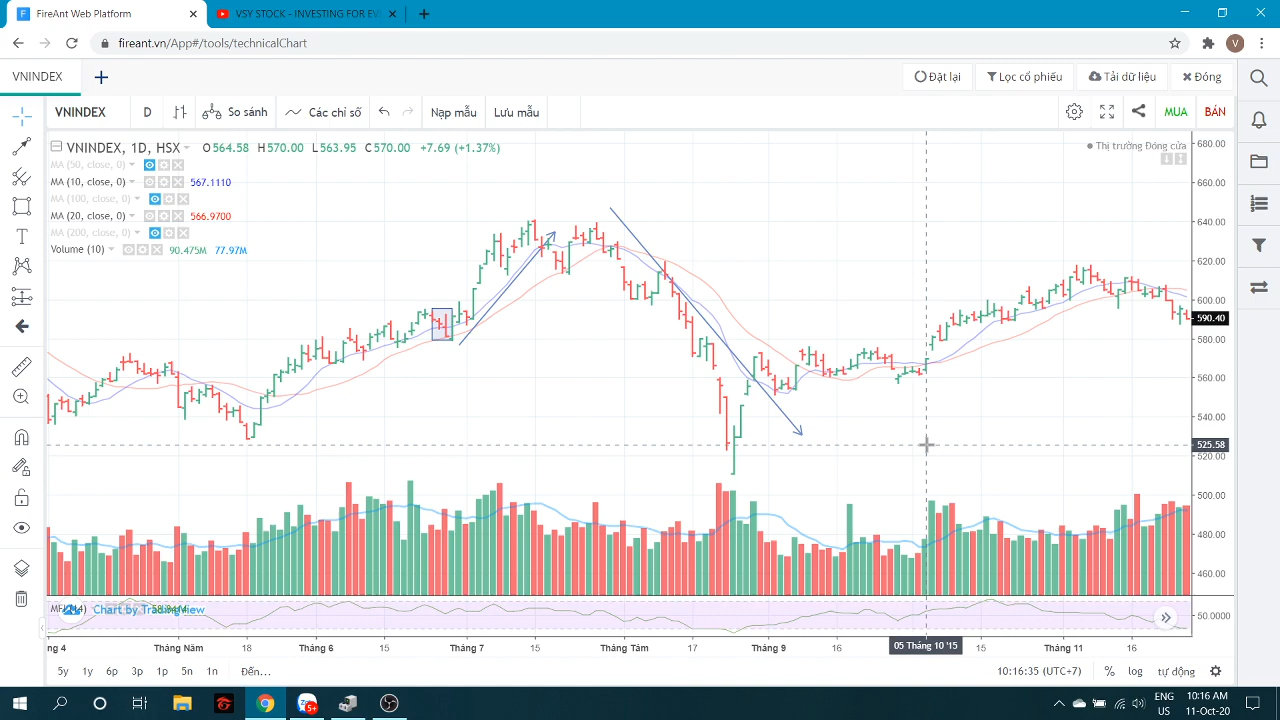 FireAnt Web Platform
VSY STOCK - INVESTING FOR EV
fireant.vn/App#/tools/technicalChart
V
VNINDEX
Đặt lại
Lọc cổ phiếu
Tải dữ liệu
Đóng
VNINDEX
D
So sánh
Các chỉ số
Nạp mẫu
Lưu mẫu
MUA
BÁN
VNINDEX, 1D, HSX
O564.58 H570.00 L563.95 C570.00 +7.69 (+1.37%)
Thị trường Đóng cửa
MA (50, close, 0)
MA (10, close, 0) 567.1110
MA (100, close, 0)
MA (20, close, 0) 566.9700
MA (200, close, 0)
Volume (10) 90.475M 77.97M
680.00
660.00
640.00
620.00
600.00
590.40
580.00
560.00
540.00
525.58
520.00
500.00
480.00
460.00
Chart by TradingView
50.0000
ng 4
Tháng Năm
18
Tháng 6
15
Tháng 7
15
Tháng Tám
17
Tháng 9
16
05 Tháng 10 '15
15
Tháng 11
16
5y 1y 6p 3p 1p 5n 1n Đến...
10:16:35 (UTC+7) % log tự động
5+
ENG
US
10:16 AM
11-Oct-20